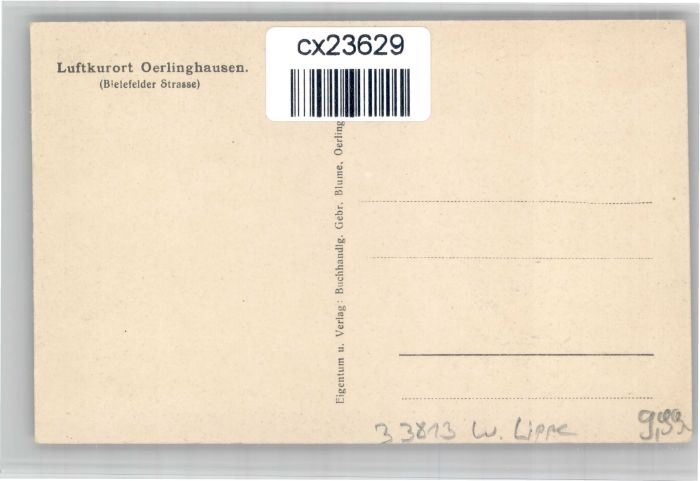 cx23629
Luftkurort Oerlinghausen.
(Bielefelder Strasse)
Eigentum u. Verlag: Buchhandlg. Gebr. Blume, Oerling
3 3813 Lippe